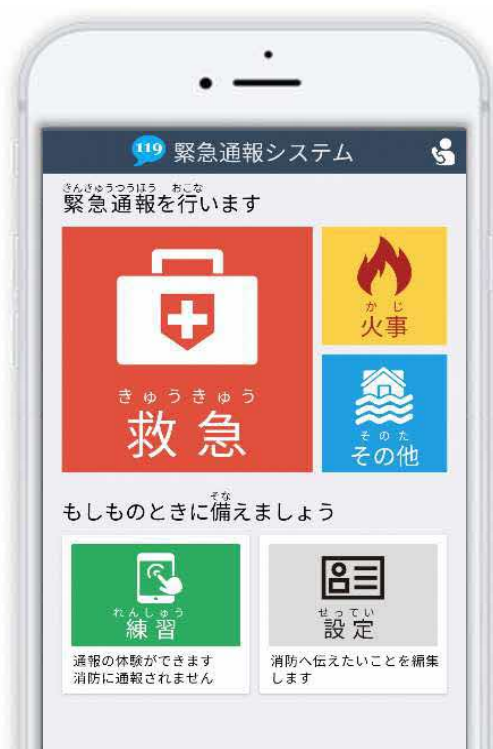 119 緊急通報システム
きんきゅうつうほう おこな
緊急通報を行います
きゅうきゅう
救急
かじ
火事
そのた
その他
そな
もしものときに備えましょう
れんしゅう
練習
通報の体験ができます
消防に通報されません
せってい
設定
消防へ伝えたいことを編集
します